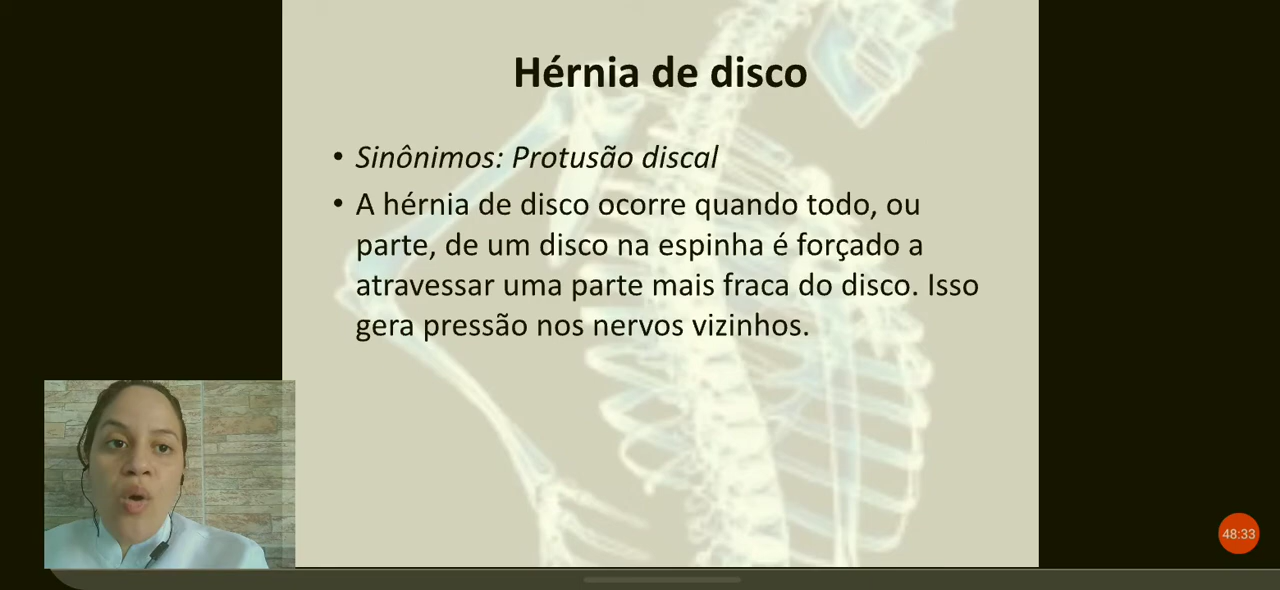 Hérnia de disco
• Sinônimos: Protusão discal
• A hérnia de disco ocorre quando todo, ou
parte, de um disco na espinha é forçado a
atravessar uma parte mais fraca do disco. Isso
gera pressão nos nervos vizinhos.
48:33